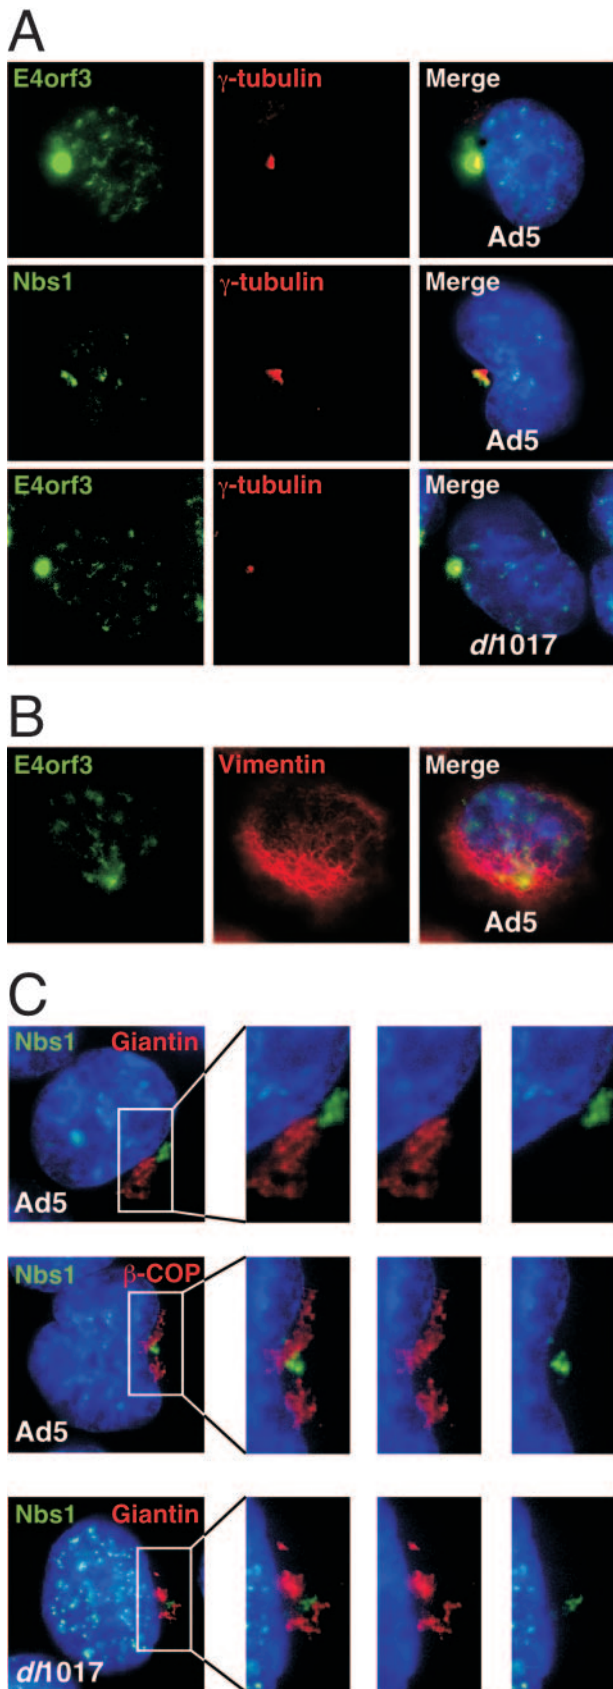 A
E4orf3 γ-tubulin Merge
Ad5
Nbs1 γ-tubulin Merge
Ad5
E4orf3 γ-tubulin Merge
dl1017
B
E4orf3 Vimentin Merge
Ad5
C
Nbs1 Giantin
Ad5
Nbs1 β-COP
Ad5
Nbs1 Giantin
dl1017